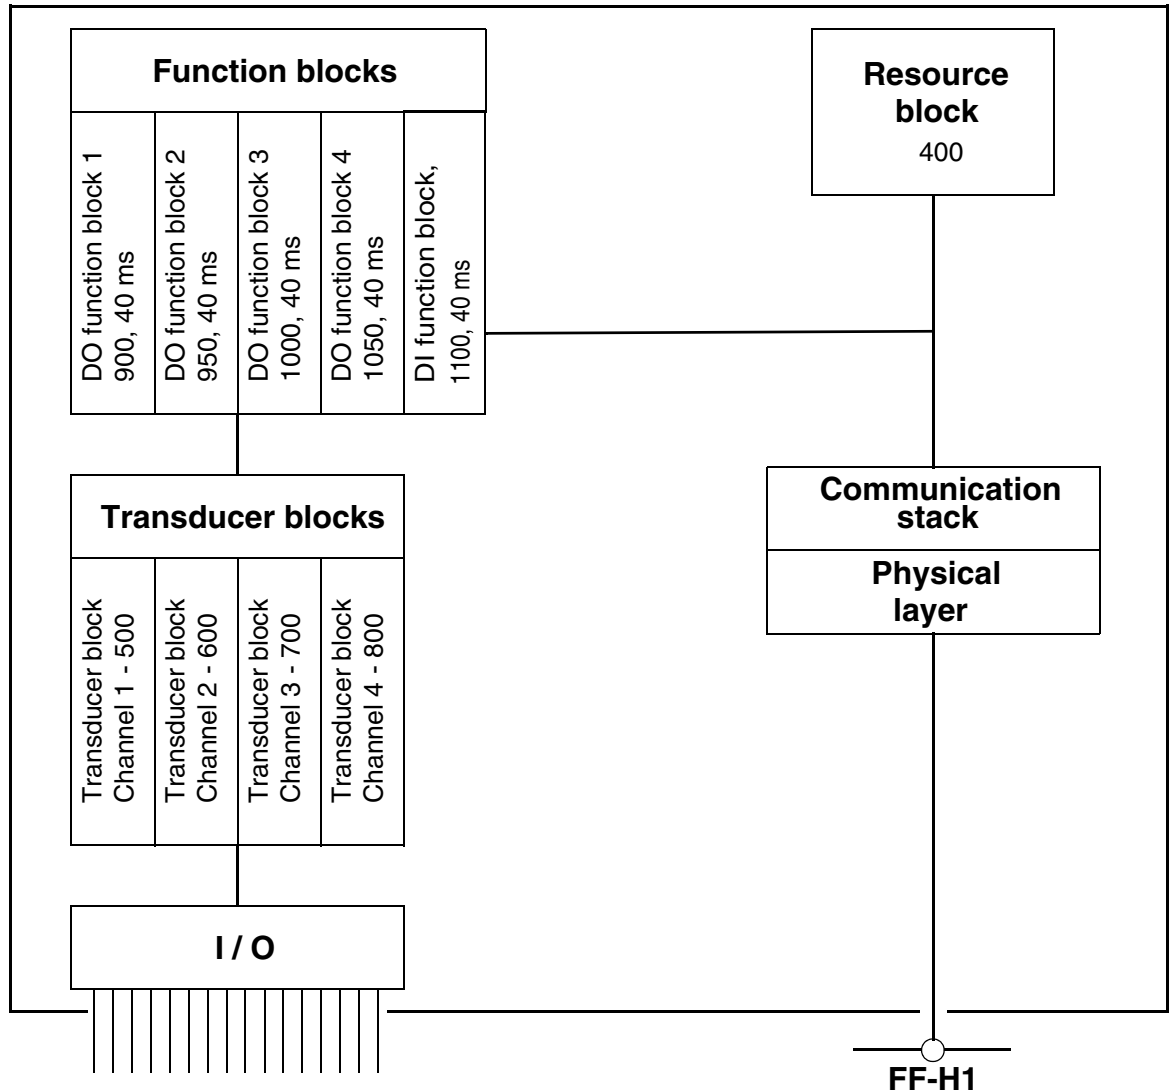 Function blocks
DO function block 1
900, 40 ms
DO function block 2
950, 40 ms
DO function block 3
1000, 40 ms
DO function block 4
1050, 40 ms
DI function block,
1100, 40 ms
Resource
block
400
Transducer blocks
Transducer block
Channel 1 - 500
Transducer block
Channel 2 - 600
Transducer block
Channel 3 - 700
Transducer block
Channel 4 - 800
Communication
stack
Physical
layer
I / O
FF-H1